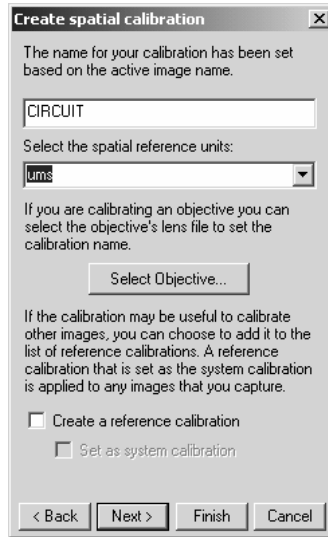 Create spatial calibration
The name for your calibration has been set
based on the active image name.
CIRCUIT
Select the spatial reference units:
ums
If you are calibrating an objective you can
select the objective's lens file to set the
calibration name.
Select Objective...
If the calibration may be useful to calibrate
other images, you can choose to add it to the
list of reference calibrations. A reference
calibration that is set as the system calibration
is applied to any images that you capture.
Create a reference calibration
Set as system calibration
< Back Next > Finish Cancel